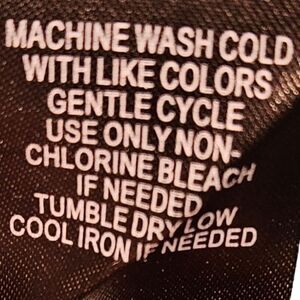 MACHINE WASH COLD
WITH LIKE COLORS
GENTLE CYCLE
USE ONLY NON-
CHLORINE BLEACH
IF NEEDED
TUMBLE DRY LOW
COOL IRON IF NEEDED